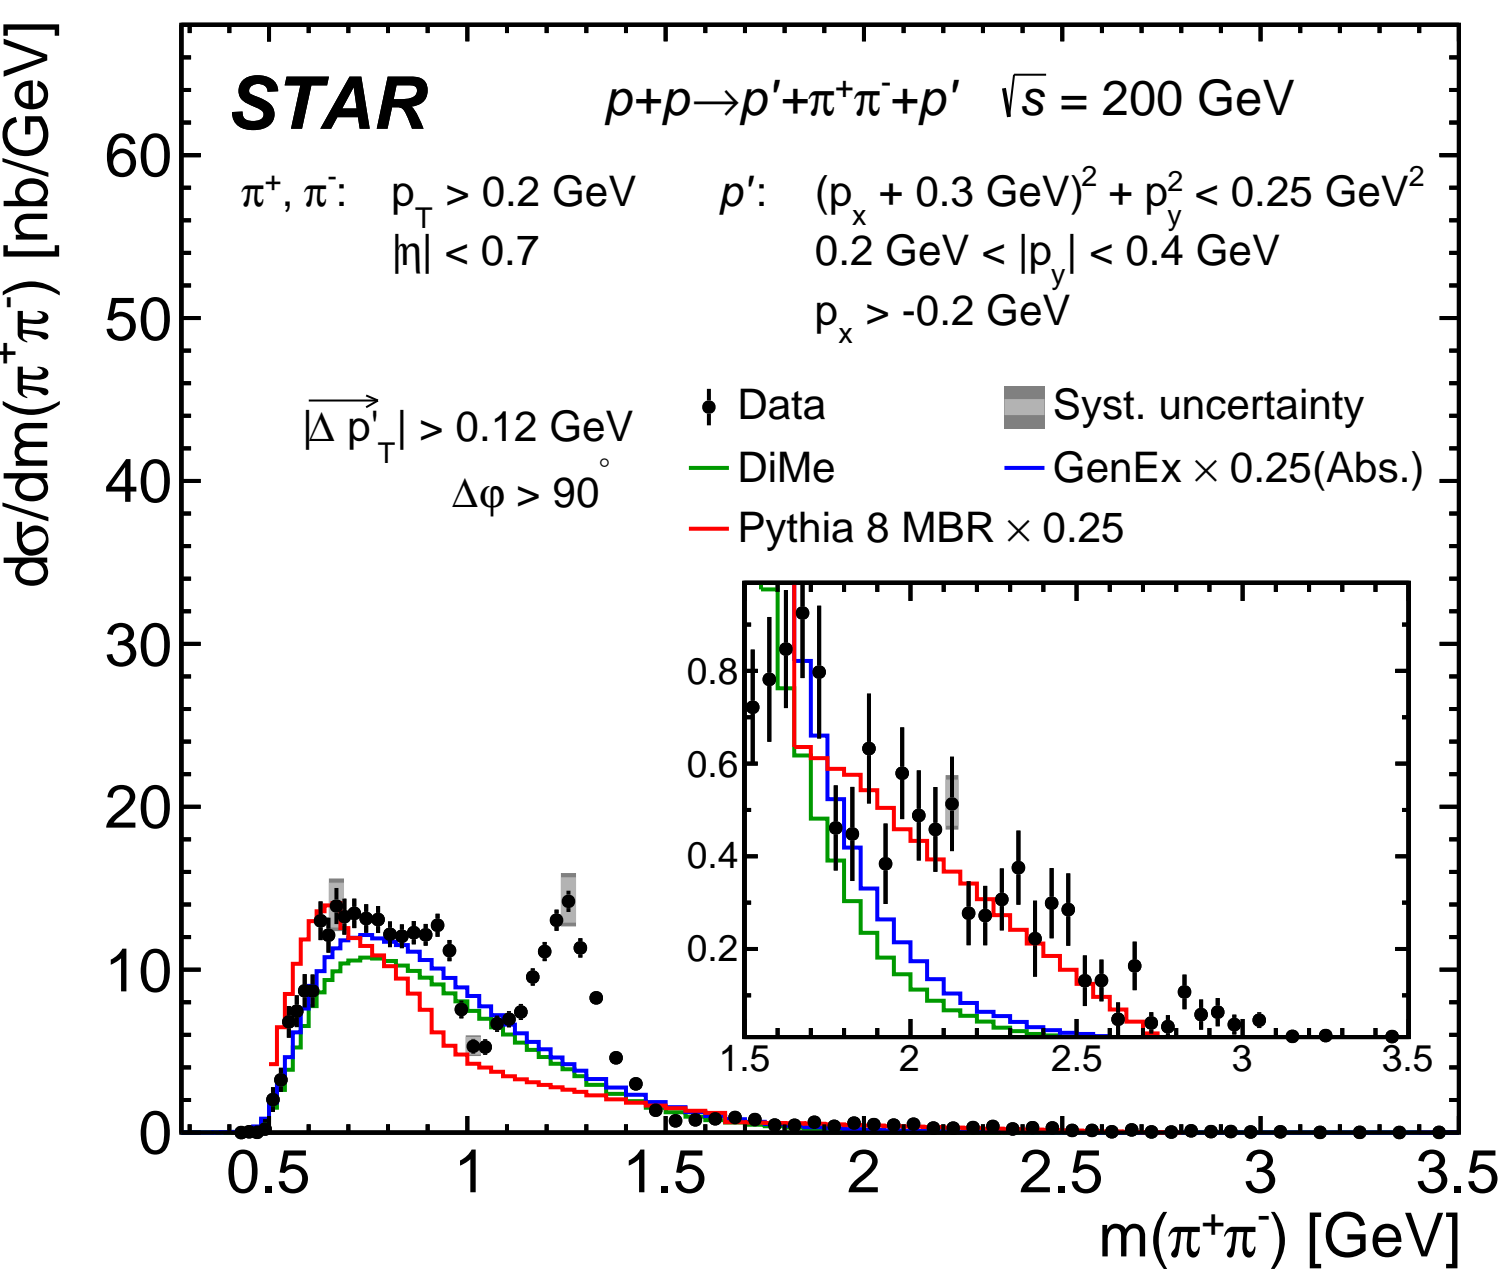 STAR p+p→p′+π⁺π⁻+p′ √s = 200 GeV
π⁺, π⁻: p_T > 0.2 GeV p′: (p_x + 0.3 GeV)² + p_y² < 0.25 GeV²
|η| < 0.7 0.2 GeV < |p_y| < 0.4 GeV
p_x > -0.2 GeV
|Δ p⃗'_T| > 0.12 GeV
Δφ > 90°
Data Syst. uncertainty
DiMe GenEx × 0.25(Abs.)
Pythia 8 MBR × 0.25
dσ/dm(π⁺π⁻) [nb/GeV]
60
50
40
30
20
10
0
0.5 1 1.5 2 2.5 3 3.5
m(π⁺π⁻) [GeV]
0.8
0.6
0.4
0.2
1.5 2 2.5 3 3.5